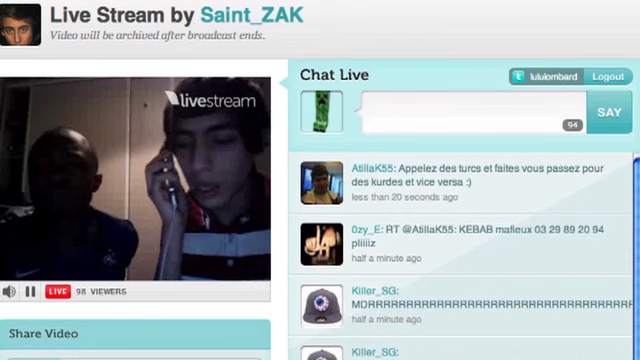 Live Stream by Saint_ZAK
Video will be archived after broadcast ends.
livestream
Chat Live
lululombard
Logout
94
SAY
AtillaK55: Appelez des turcs et faites vous passez pour
des kurdes et vice versa :)
less than 20 seconds ago
0zy_E: RT @AtillaK55: KEBAB mafieux 03 29 89 20 94
pliiiiz
half a minute ago
Killer_SG:
half a minute ago
LIVE
98 VIEWERS
Share Video
Killer_SG: